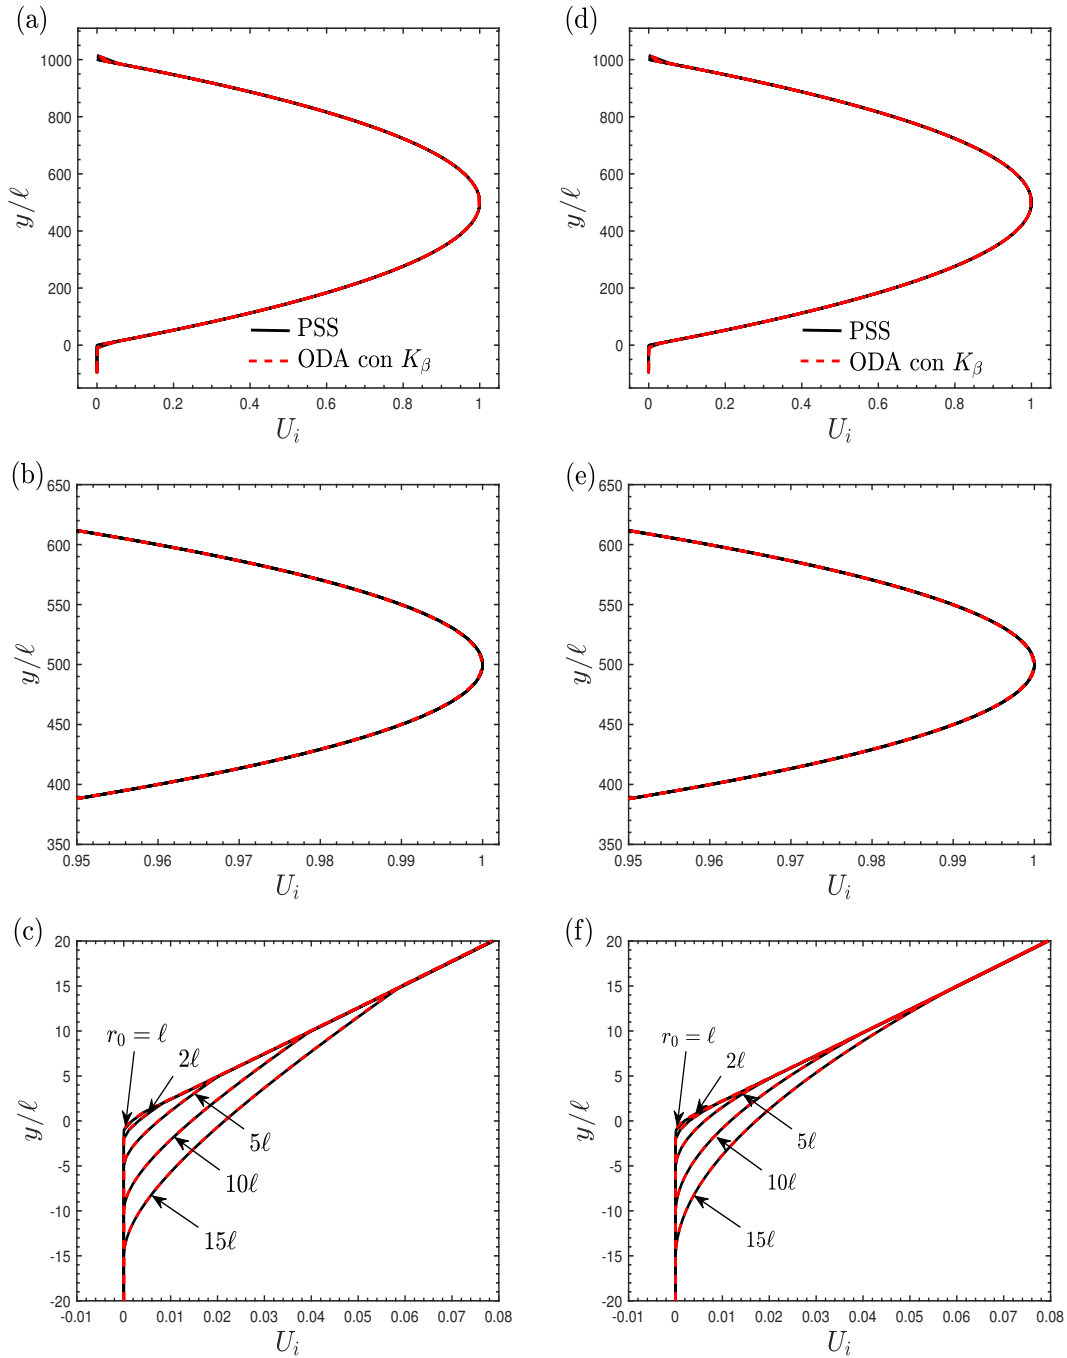 (a)
1000
800
600
400
200
0
y/ℓ
PSS
ODA con K_β
0 0.2 0.4 0.6 0.8 1
U_i
(d)
1000
800
600
400
200
0
y/ℓ
PSS
ODA con K_β
0 0.2 0.4 0.6 0.8 1
U_i
(b)
650
600
550
500
450
400
350
y/ℓ
0.95 0.96 0.97 0.98 0.99 1
U_i
(e)
650
600
550
500
450
400
350
y/ℓ
0.95 0.96 0.97 0.98 0.99 1
U_i
(c)
20
15
10
5
0
-5
-10
-15
-20
y/ℓ
r_0 = ℓ
2ℓ
5ℓ
10ℓ
15ℓ
-0.01 0 0.01 0.02 0.03 0.04 0.05 0.06 0.07 0.08
U_i
(f)
20
15
10
5
0
-5
-10
-15
-20
y/ℓ
r_0 = ℓ
2ℓ
5ℓ
10ℓ
15ℓ
-0.01 0 0.01 0.02 0.03 0.04 0.05 0.06 0.07 0.08
U_i